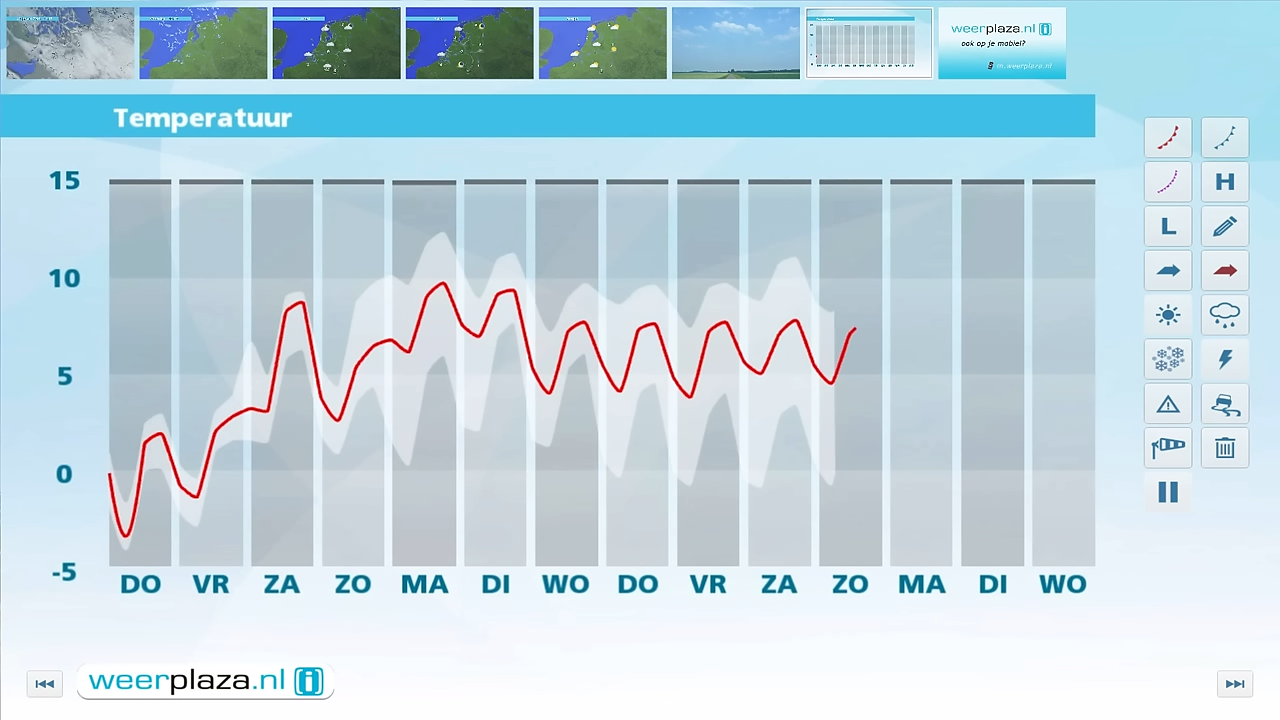 weerplaza.nl
ook op je mobiel?
m.weerplaza.nl
Temperatuur
15
10
5
0
-5
DO VR ZA ZO MA DI WO DO VR ZA ZO MA DI WO
H
L
weerplaza.nl